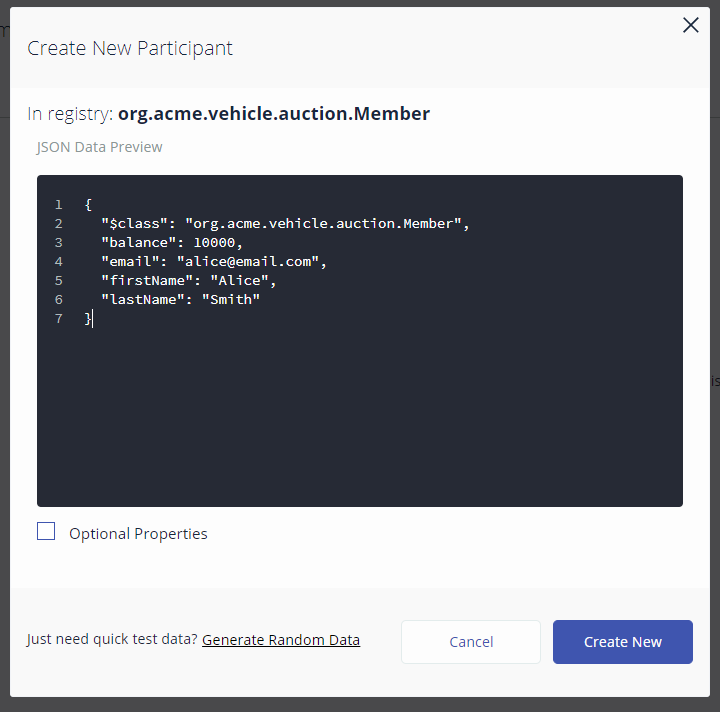 Create New Participant
In registry: org.acme.vehicle.auction.Member
JSON Data Preview
1 {
2   "$class": "org.acme.vehicle.auction.Member",
3   "balance": 10000,
4   "email": "alice@email.com",
5   "firstName": "Alice",
6   "lastName": "Smith"
7 }
Optional Properties
Just need quick test data? Generate Random Data
Cancel
Create New